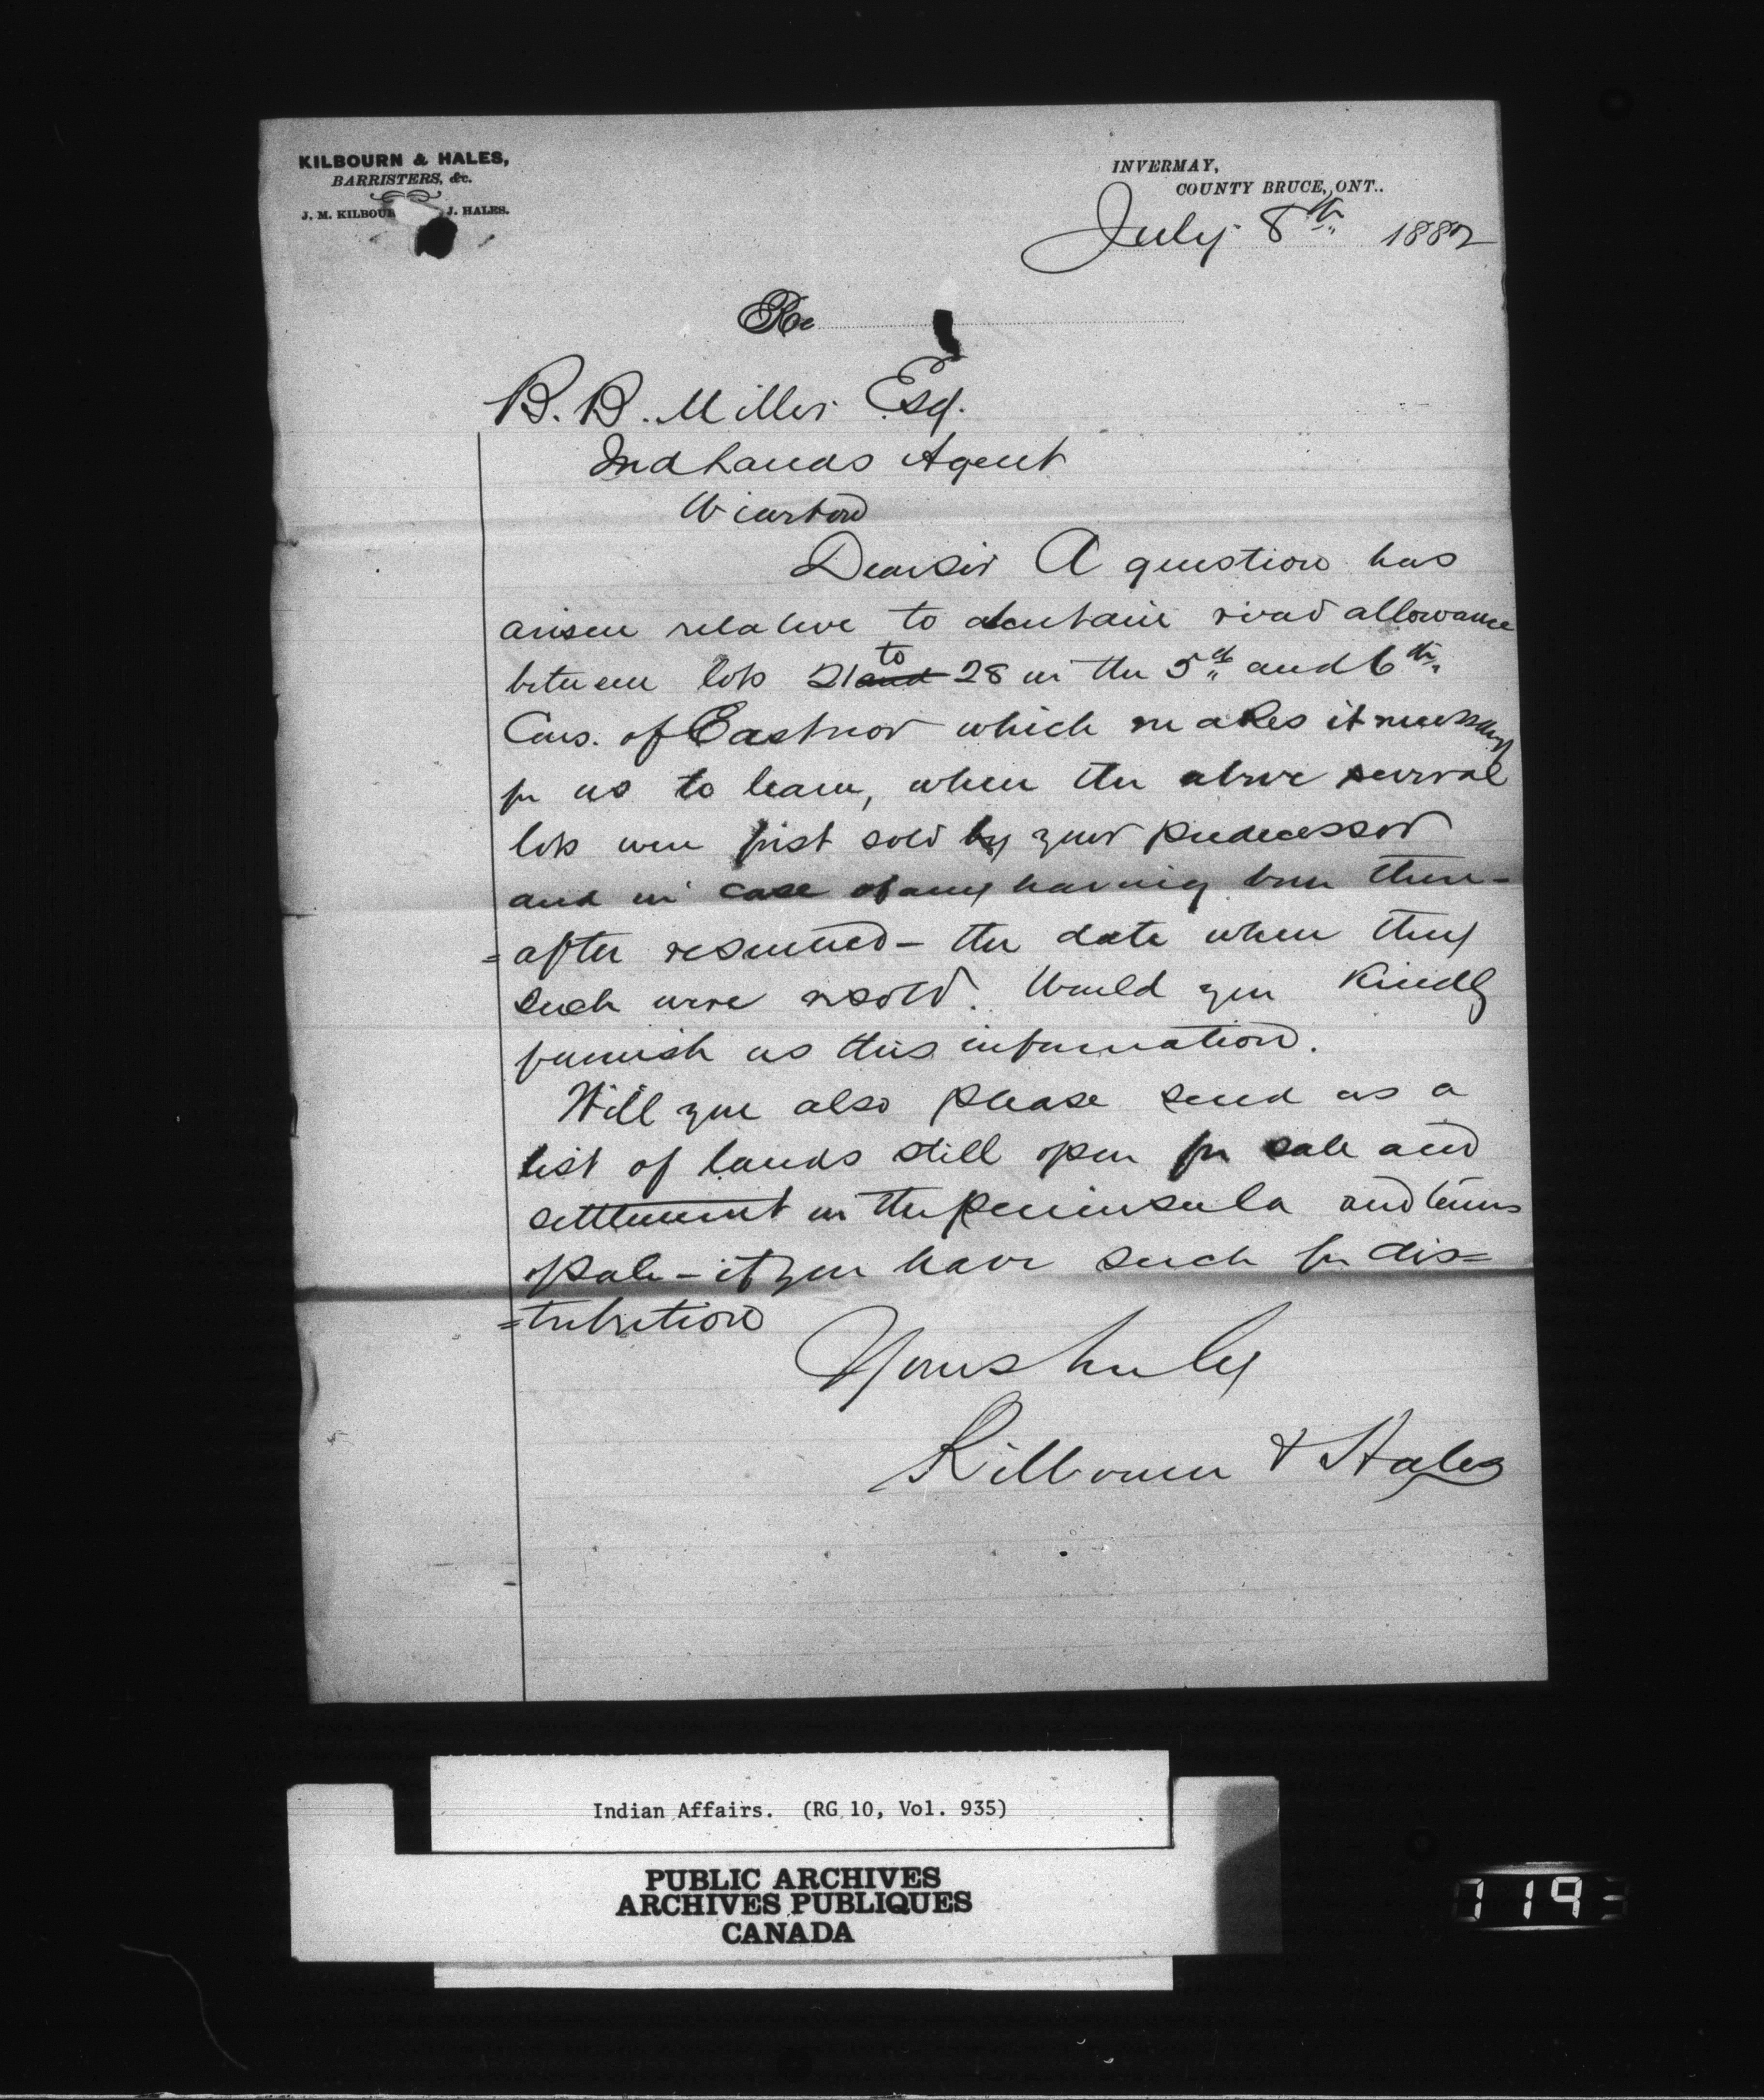 KILBOURN & HALES,
BARRISTERS, &c.
J. M. KILBOUR J. HALES.
INVERMAY,
COUNTY BRUCE, ONT..
July 8th 1882
Re
B. B. Miller Esq.
Ind Lands Agent
Wiarton
Dear Sir A question has
arisen relative to a certain road allowance
between lots 21 and to 28 in the 5th and 6th
Cons. of Eastnor which makes it necessary
for us to learn, when the above several
lots were first sold by your predecessor
and in case of any having been there-
=after resumed – the date when they
such were resold. Would you kindly
furnish us this information.
Will you also please send us a
list of lands still open for sale and
settlement in the peninsula and terms
of sale – if you have such for dis=
=tribution
Yours truly
Kilbourn & Hales
Indian Affairs. (RG 10, Vol. 935)
PUBLIC ARCHIVES
ARCHIVES PUBLIQUES
CANADA
119